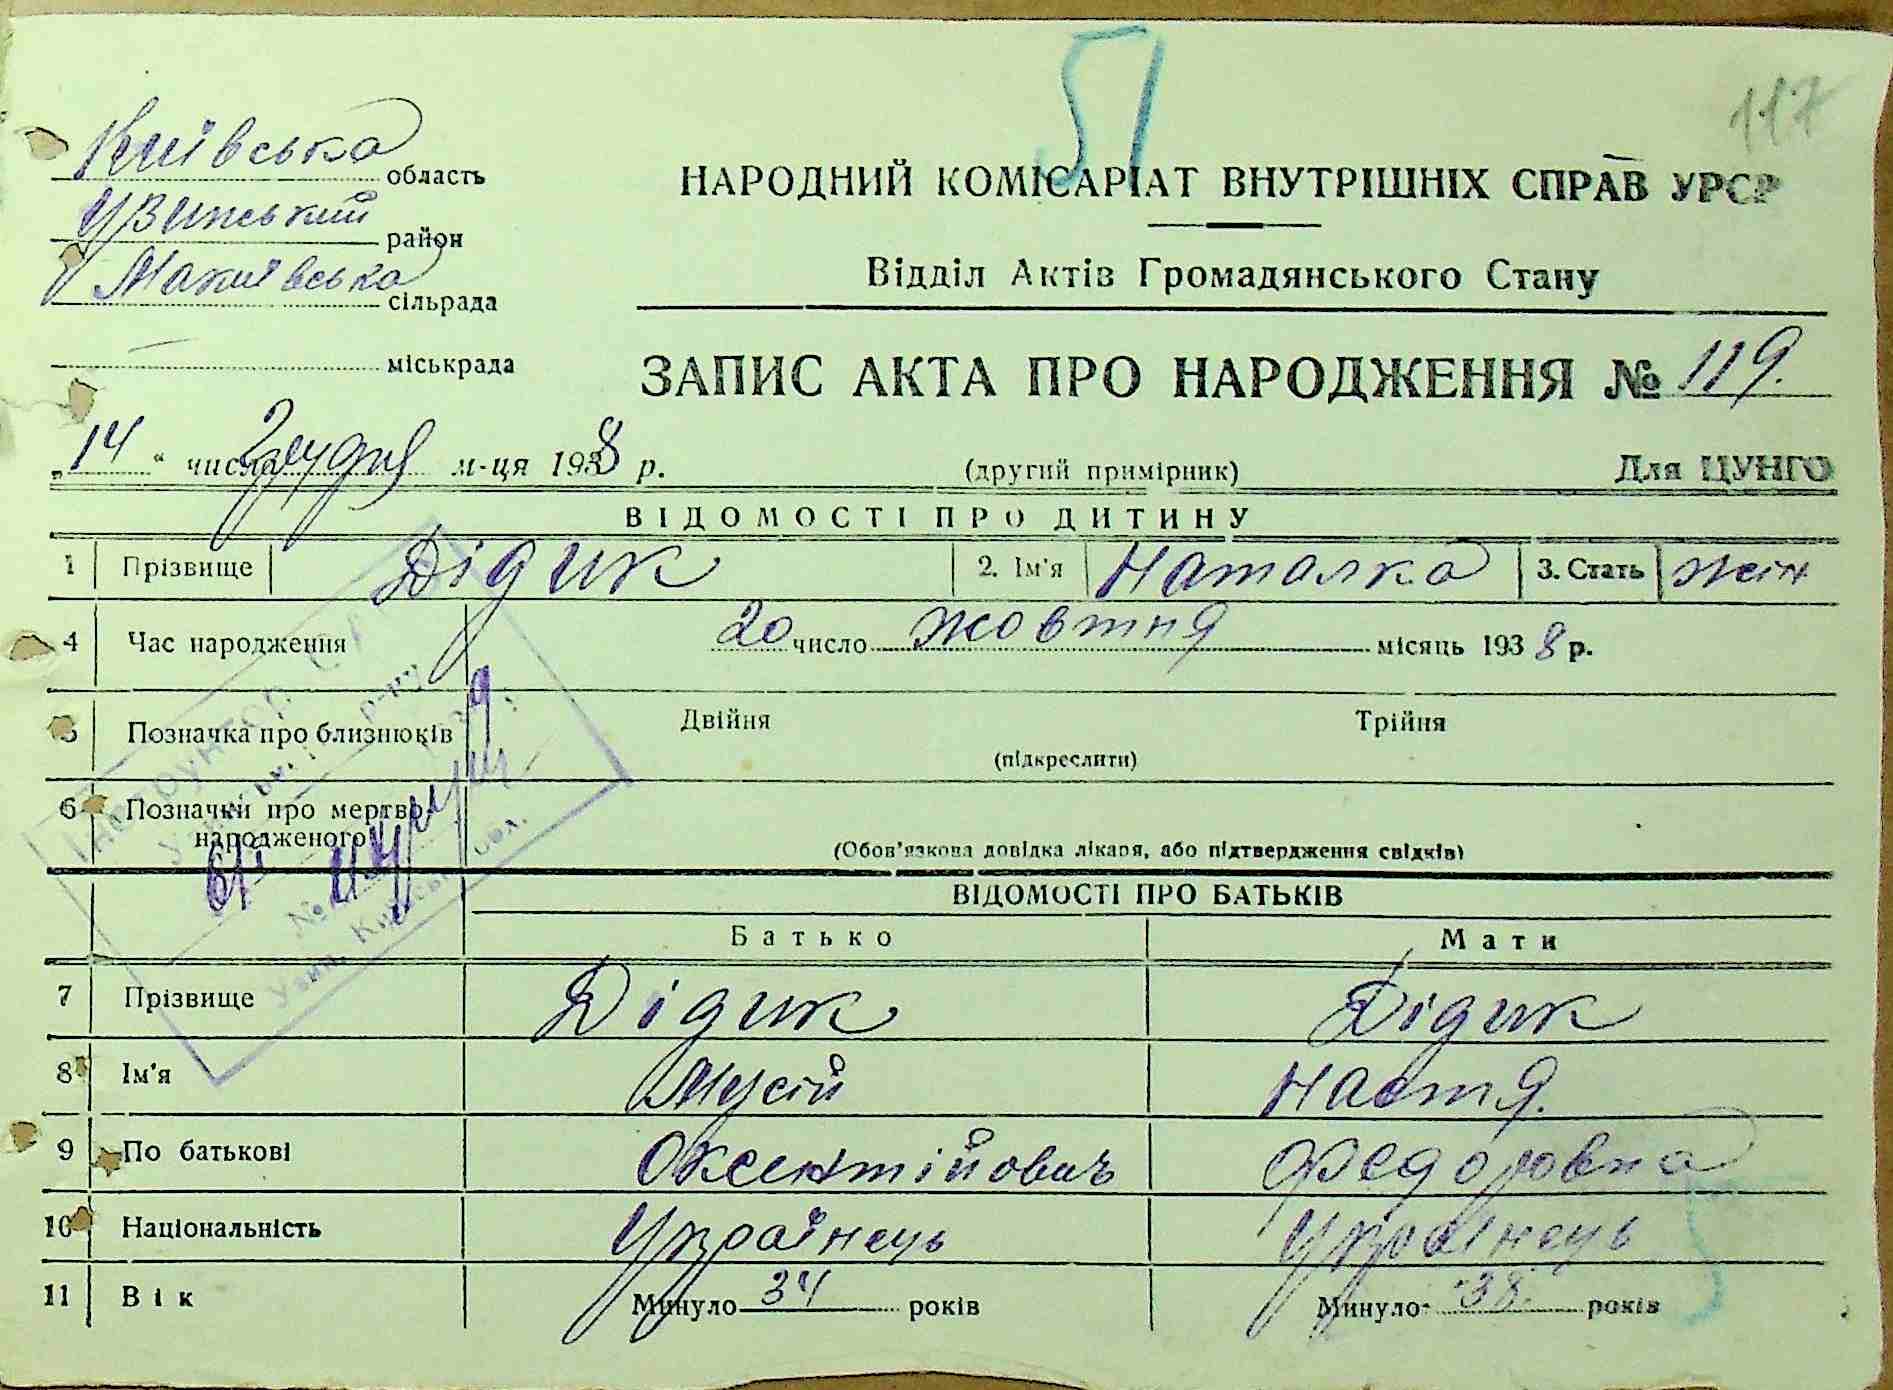 51
117
Київська область
Узинський район
Макиївська сільрада
міськрада
НАРОДНИЙ КОМІСАРІАТ ВНУТРІШНІХ СПРАВ УРСР
Відділ Актів Громадянського Стану
ЗАПИС АКТА ПРО НАРОДЖЕННЯ № 119.
„14" числа Грудня м-ця 1938 р.
(другий примірник)
Для ЦУНГО
ВІДОМОСТІ ПРО ДИТИНУ
1 Прізвище Дідик 2. Ім'я Наталка 3. Стать жін
4 Час народження 20 число жовтня місяць 1938 р.
5 Позначка про близнюків Двійня Трійня
(підкреслити)
6 Позначки про мертво-
народженого
(Обов'язкова довідка лікаря, або підтвердження свідків)
ВІДОМОСТІ ПРО БАТЬКІВ
Батько Мати
7 Прізвище Дідик Дідик
8 Ім'я Мусій Настя.
9 По батькові Оксентійович Федоровна
10 Національність Українець Українець
11 Вік Минуло 34 років Минуло 38. років